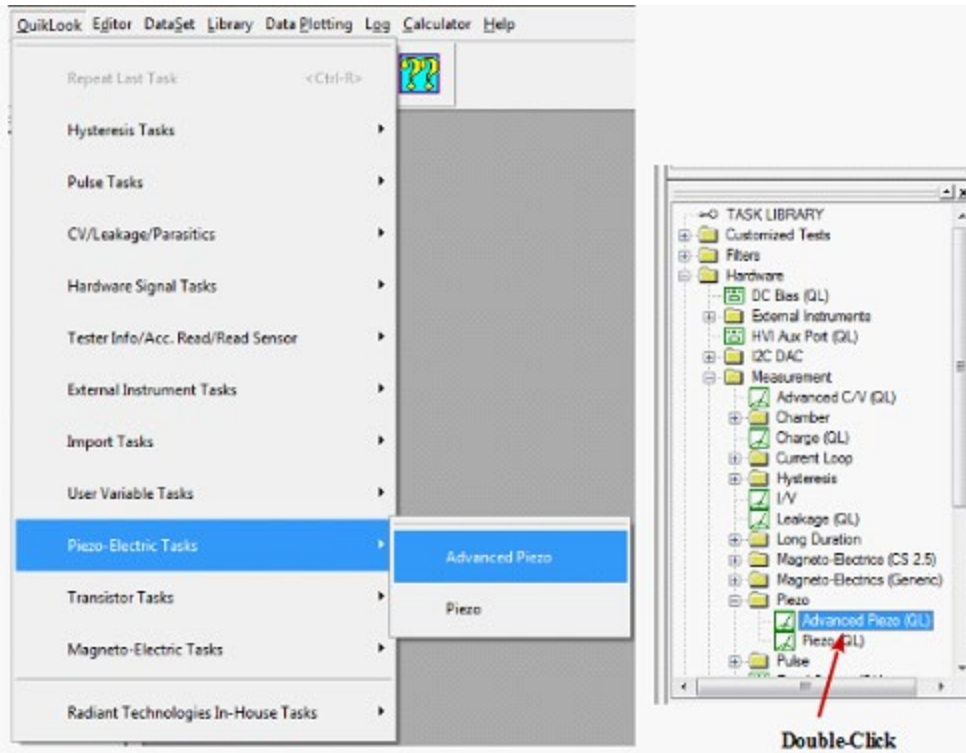 QuikLook Editor DataSet Library Data Plotting Log Calculator Help
??
Repeat Last Task <Ctrl-R>
Hysteresis Tasks
Pulse Tasks
CV/Leakage/Parasitics
Hardware Signal Tasks
Tester Info/Acc. Read/Read Sensor
External Instrument Tasks
Import Tasks
User Variable Tasks
Piezo-Electric Tasks
Advanced Piezo
Piezo
Transistor Tasks
Magneto-Electric Tasks
Radiant Technologies In-House Tasks
TASK LIBRARY
Customized Tests
Filters
Hardware
DC Bias (QL)
External Instruments
HVI Aux Port (QL)
I2C DAC
Measurement
Advanced C/V (QL)
Chamber
Charge (QL)
Current Loop
Hysteresis
I/V
Leakage (QL)
Long Duration
Magneto-Electrics (CS 2.5)
Magneto-Electrics (Generic)
Piezo
Advanced Piezo (QL)
Piezo (QL)
Pulse
Double-Click